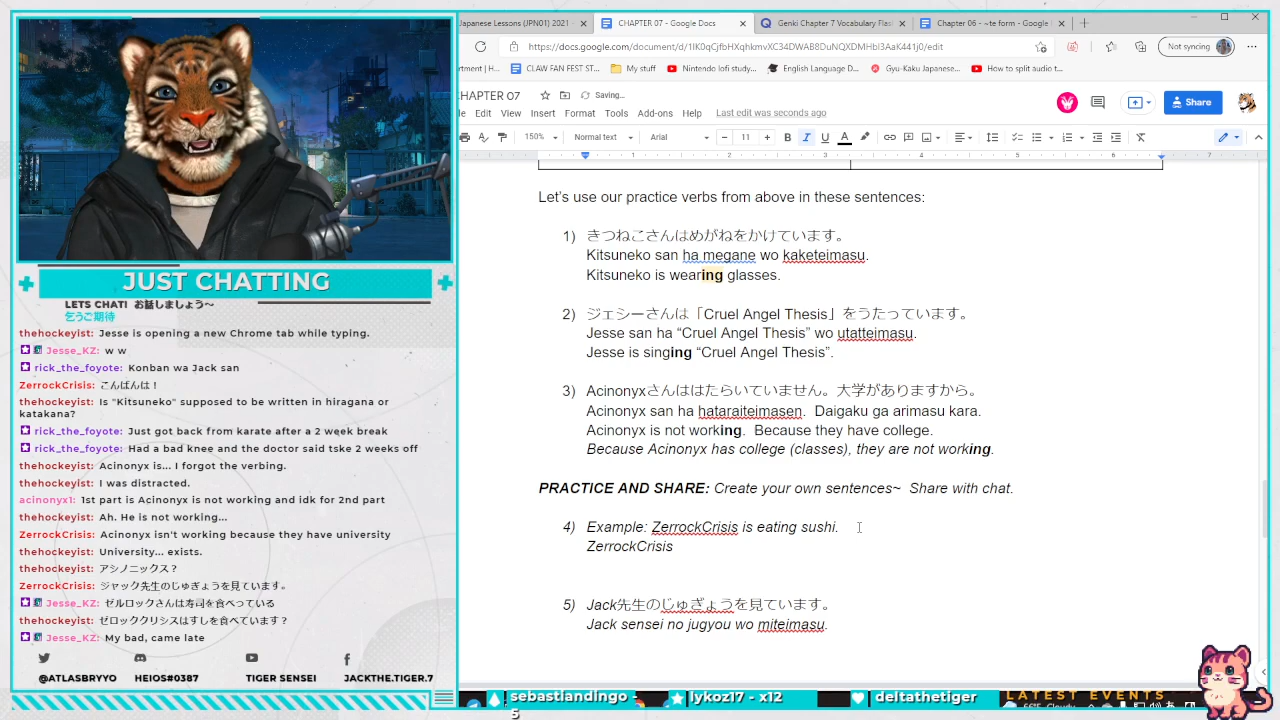 Japanese Lessons (JPN01) 2021 -
CHAPTER 07 - Google Docs
Genki Chapter 7 Vocabulary Flas
Chapter 06 - ~te form - Google
https://docs.google.com/document/d/
/edit
Not syncing
CLAW FAN FEST ST...
My stuff
Nintendo lofi study...
English Language D...
Gyu-Kaku Japanese...
How to split audio t...
HAPTER 07
Saving...
Edit View Insert Format Tools Add-ons Help Last edit was seconds ago
Share
150% Normal text Arial 11
Let's use our practice verbs from above in these sentences:
1) きつねこさんはめがねをかけています。
Kitsuneko san ha megane wo kaketeimasu.
Kitsuneko is wearing glasses.
2) ジェシーさんは「Cruel Angel Thesis」をうたっています。
Jesse san ha “Cruel Angel Thesis” wo utatteimasu.
Jesse is singing “Cruel Angel Thesis”.
3) Acinonyxさんははたらいていません。大学がありますから。
Acinonyx san ha hataraiteimasen. Daigaku ga arimasu kara.
Acinonyx is not working. Because they have college.
Because Acinonyx has college (classes), they are not working.
PRACTICE AND SHARE: Create your own sentences~ Share with chat.
4) Example: ZerrockCrisis is eating sushi.
ZerrockCrisis
5) Jack先生のじゅぎょうを見ています。
Jack sensei no jugyou wo miteimasu.
JUST CHATTING
LETS CHAT! お話しましょう~
乞うご期待
thehockeyist: Jesse is opening a new Chrome tab while typing.
Jesse_KZ: w w
rick_the_foyote: Konban wa Jack san
ZerrockCrisis: こんばんは！
thehockeyist: Is "Kitsuneko" supposed to be written in hiragana or
katakana?
rick_the_foyote: Just got back from karate after a 2 week break
rick_the_foyote: Had a bad knee and the doctor said tske 2 weeks off
thehockeyist: Acinonyx is... I forgot the verbing.
thehockeyist: I was distracted.
acinonyx1: 1st part is Acinonyx is not working and idk for 2nd part
thehockeyist: Ah. He is not working...
ZerrockCrisis: Acinonyx isn't working because they have university
thehockeyist: University... exists.
thehockeyist: アシノニックス？
ZerrockCrisis: ジャック先生のじゅきょうを見ています。
Jesse_KZ: ゼルロックさんは寿司を食べっている
thehockeyist: ゼロッククリシスはすしを食べています？
Jesse_KZ: My bad, came late
@ATLASBRYYO HEIOS#0387 TIGER SENSEI JACKTHE.TIGER.7
sebastiandingo -
5
jykoz17 - x12
deltathetiger
LATEST EVENTS